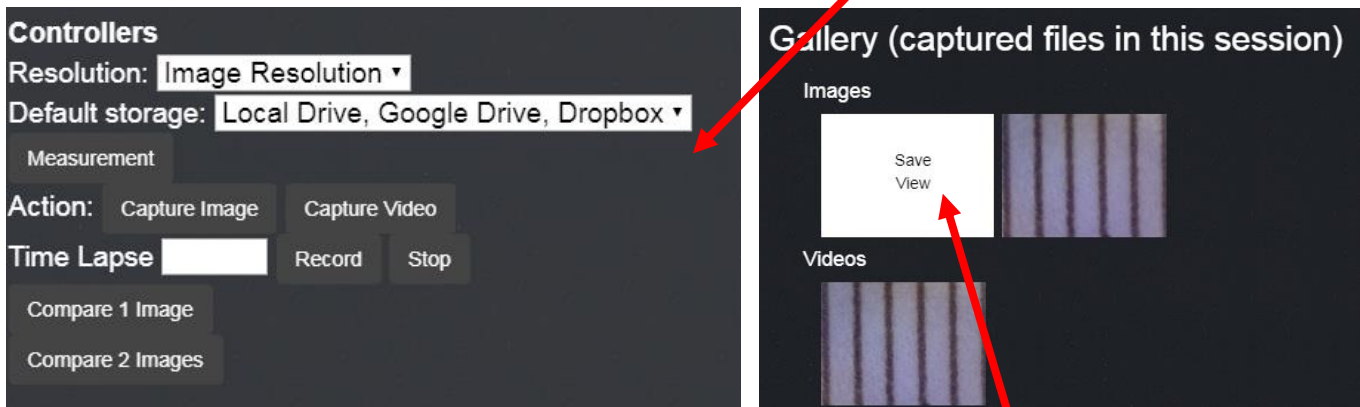 Controllers
Resolution: Image Resolution
Default storage: Local Drive, Google Drive, Dropbox
Measurement
Action: Capture Image Capture Video
Time Lapse Record Stop
Compare 1 Image
Compare 2 Images
Gallery (captured files in this session)
Images
Save
View
Videos